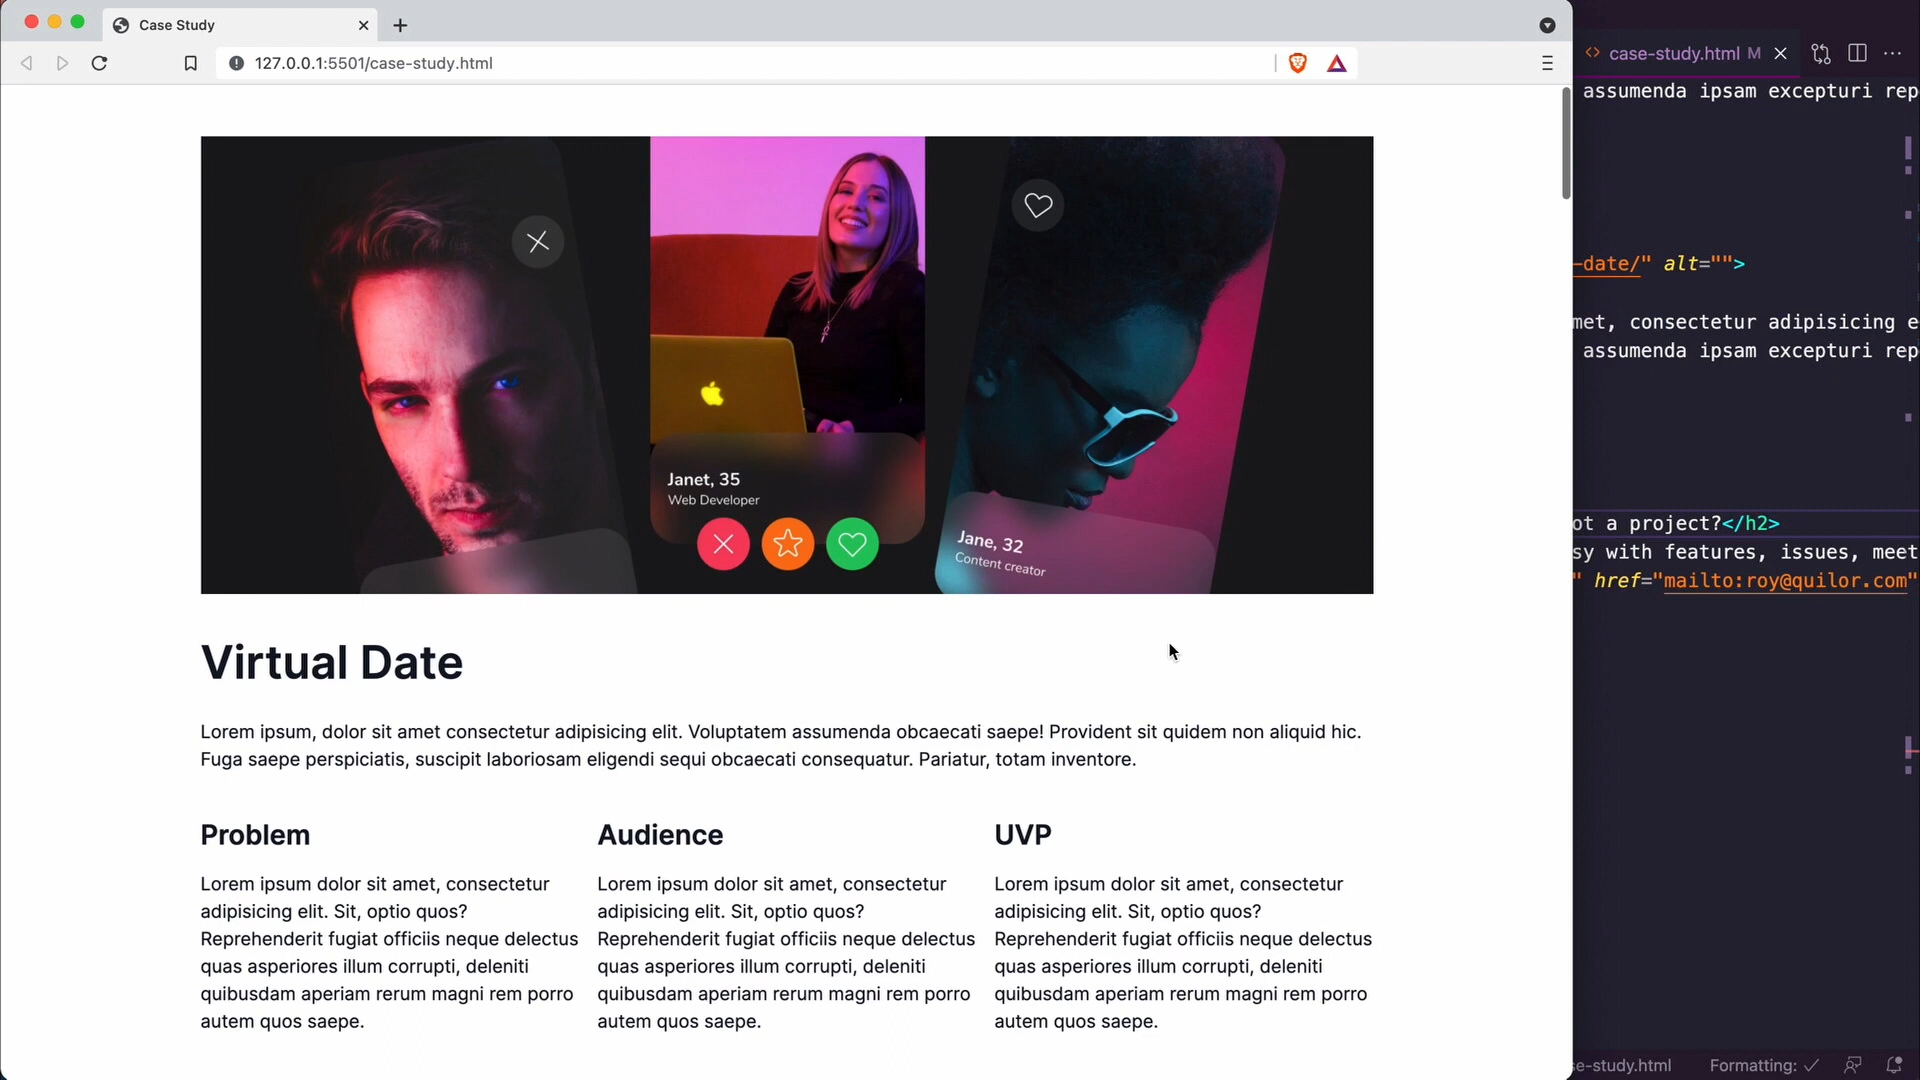 Case Study
127.0.0.1:5501/case-study.html
Janet, 35
Web Developer
Jane, 32
Content creator
Virtual Date
Lorem ipsum, dolor sit amet consectetur adipisicing elit. Voluptatem assumenda obcaecati saepe! Provident sit quidem non aliquid hic.
Fuga saepe perspiciatis, suscipit laboriosam eligendi sequi obcaecati consequatur. Pariatur, totam inventore.
Problem
Lorem ipsum dolor sit amet, consectetur
adipisicing elit. Sit, optio quos?
Reprehenderit fugiat officiis neque delectus
quas asperiores illum corrupti, deleniti
quibusdam aperiam rerum magni rem porro
autem quos saepe.
Audience
Lorem ipsum dolor sit amet, consectetur
adipisicing elit. Sit, optio quos?
Reprehenderit fugiat officiis neque delectus
quas asperiores illum corrupti, deleniti
quibusdam aperiam rerum magni rem porro
autem quos saepe.
UVP
Lorem ipsum dolor sit amet, consectetur
adipisicing elit. Sit, optio quos?
Reprehenderit fugiat officiis neque delectus
quas asperiores illum corrupti, deleniti
quibusdam aperiam rerum magni rem porro
autem quos saepe.
case-study.html M
assumenda ipsam excepturi rep
-date/" alt="">
met, consectetur adipisicing e
assumenda ipsam excepturi rep
ot a project?</h2>
sy with features, issues, meet
" href="mailto:roy@quilor.com"
se-study.html
Formatting: ✓